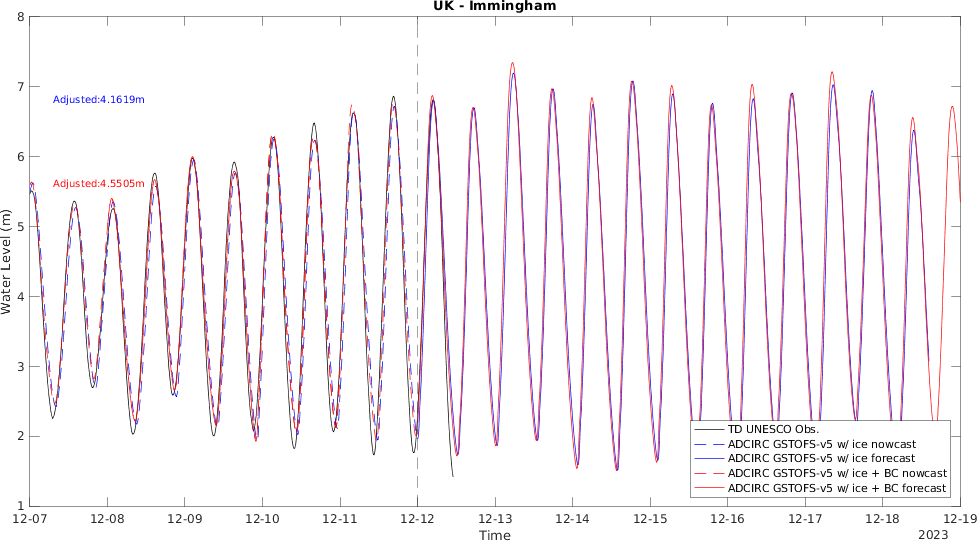 UK - Immingham
8
7
6
5
4
3
2
1
Water Level (m)
Adjusted:4.1619m
Adjusted:4.5505m
TD UNESCO Obs.
ADCIRC GSTOFS-v5 w/ ice nowcast
ADCIRC GSTOFS-v5 w/ ice forecast
ADCIRC GSTOFS-v5 w/ ice + BC nowcast
ADCIRC GSTOFS-v5 w/ ice + BC forecast
12-07 12-08 12-09 12-10 12-11 12-12 12-13 12-14 12-15 12-16 12-17 12-18 12-19
Time
2023